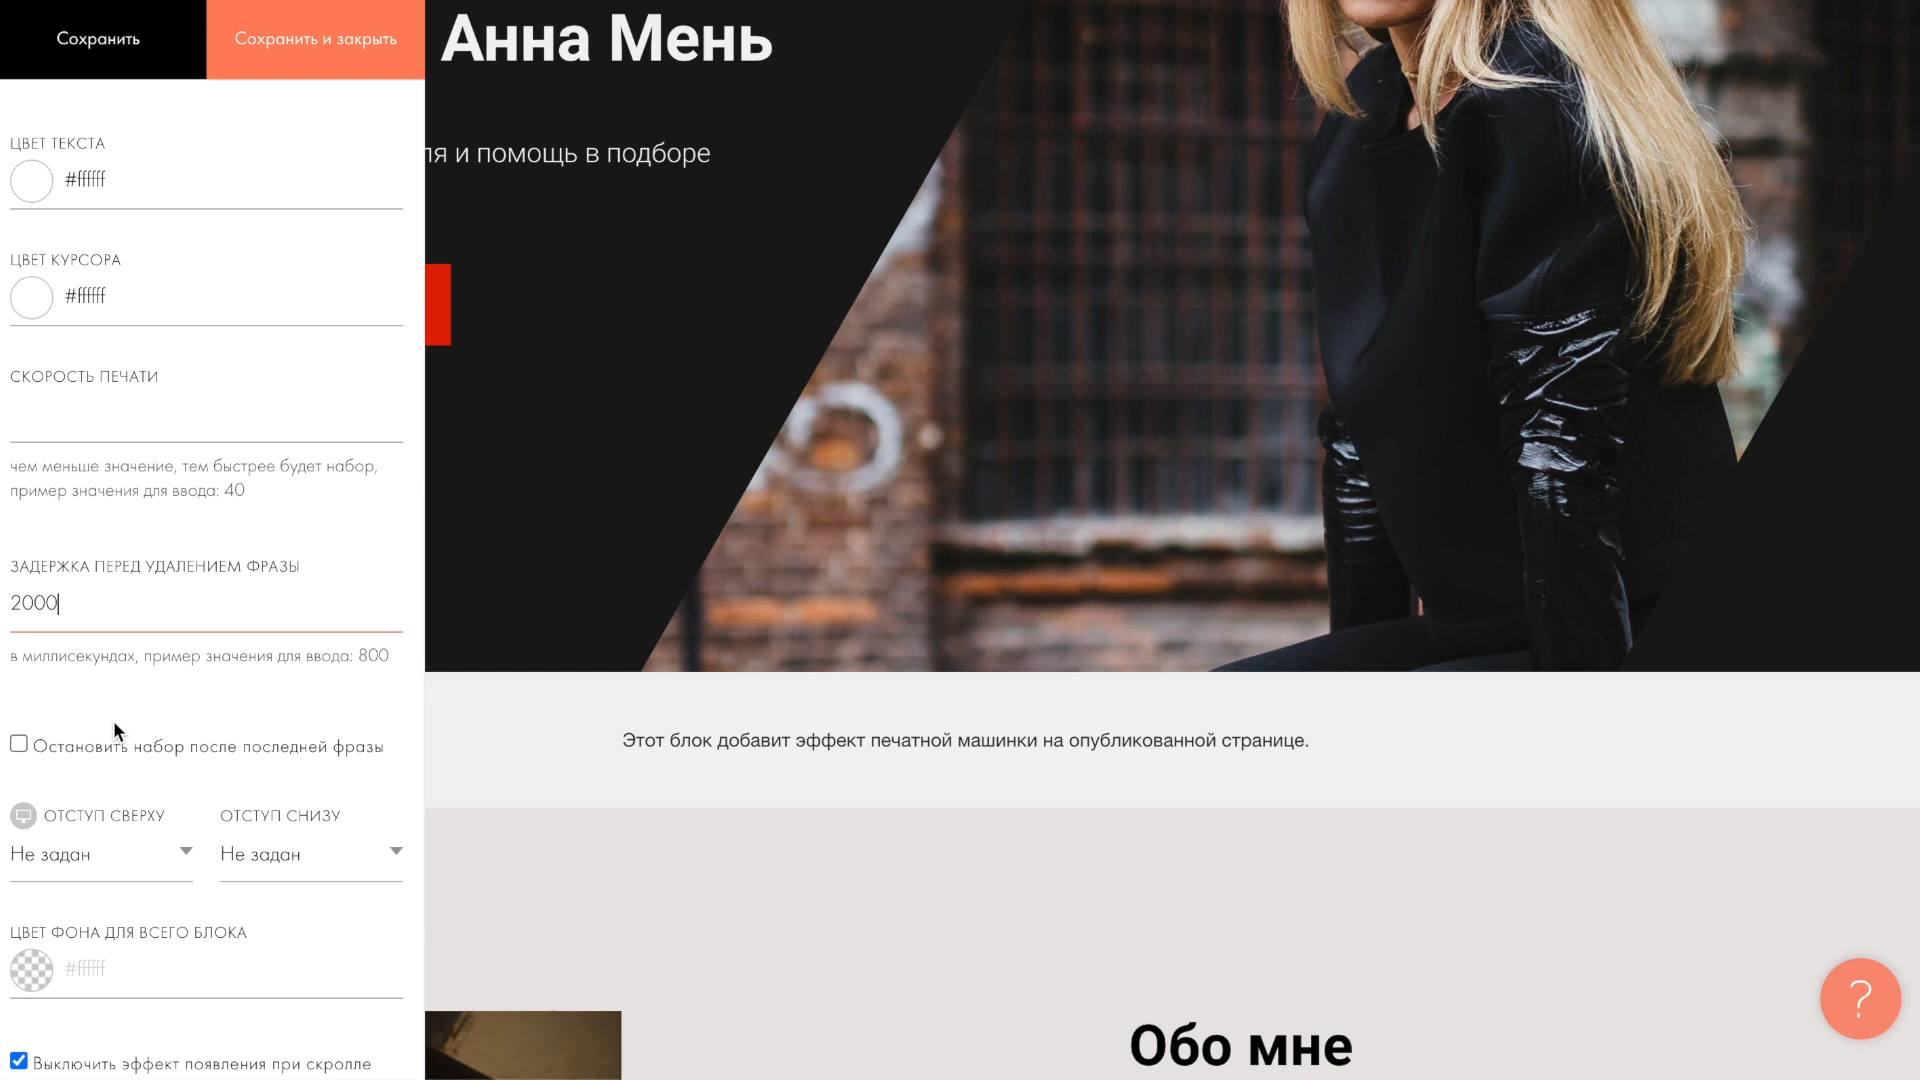 Сохранить
Сохранить и закрыть
Анна Мень
ЦВЕТ ТЕКСТА
#ffffff
и помощь в подборе
ЦВЕТ КУРСОРА
#ffffff
СКОРОСТЬ ПЕЧАТИ
чем меньше значение, тем быстрее будет набор,
пример значения для ввода: 40
ЗАДЕРЖКА ПЕРЕД УДАЛЕНИЕМ ФРАЗЫ
2000
в миллисекундах, пример значения для ввода: 800
Остановить набор после последней фразы
Этот блок добавит эффект печатной машинки на опубликованной странице.
ОТСТУП СВЕРХУ
ОТСТУП СНИЗУ
Не задан
Не задан
ЦВЕТ ФОНА ДЛЯ ВСЕГО БЛОКА
#ffffff
?
Обо мне
Выключить эффект появления при скролле